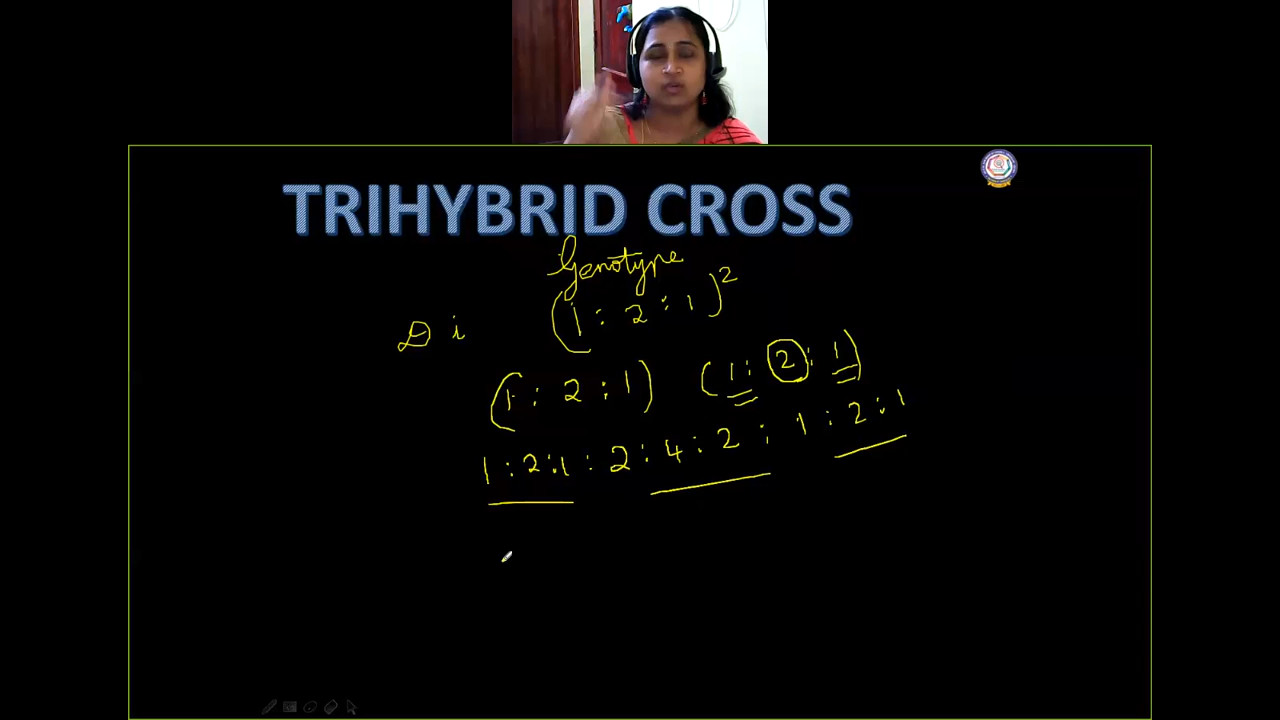 TRIHYBRID CROSS
Genotype
Di (1 : 2 : 1)²
(1 : 2 : 1) (1 : 2 : 1)
1 : 2 : 1 : 2 : 4 : 2 : 1 : 2 : 1